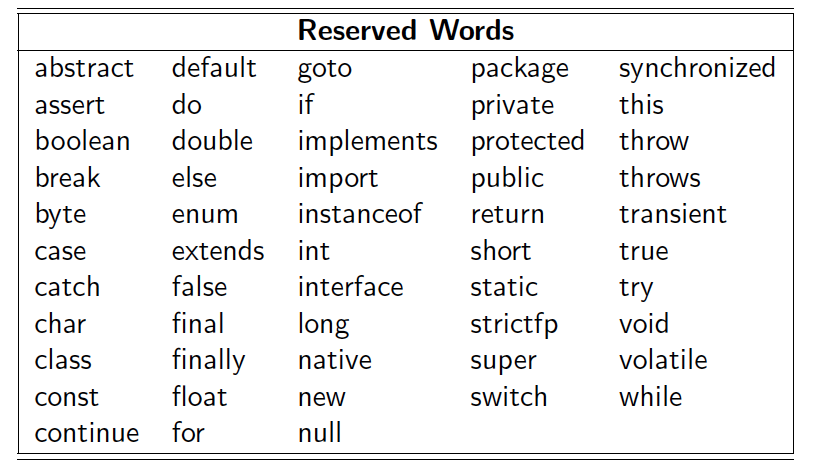 Reserved Words
abstract default goto package synchronized
assert do if private this
boolean double implements protected throw
break else import public throws
byte enum instanceof return transient
case extends int short true
catch false interface static try
char final long strictfp void
class finally native super volatile
const float new switch while
continue for null